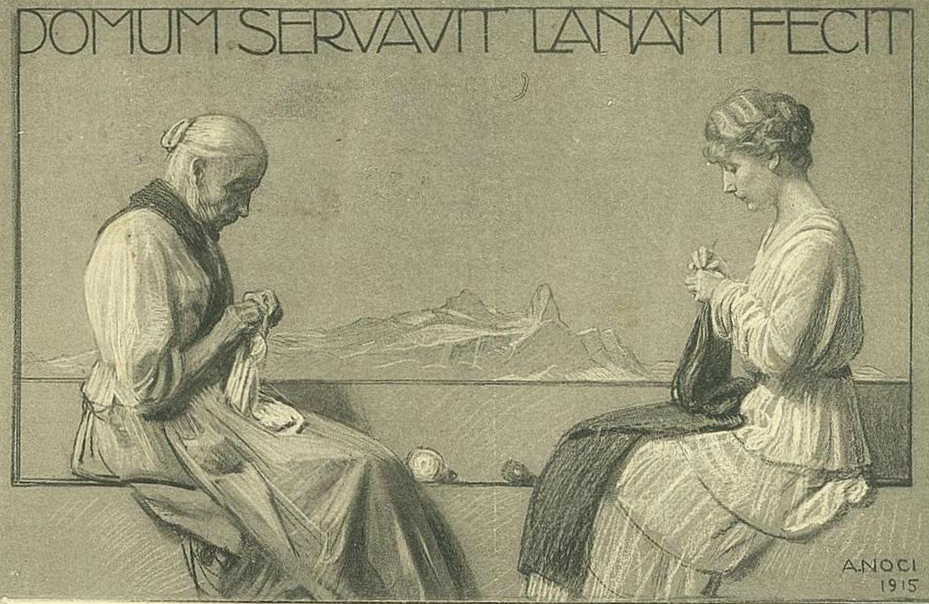 DOMUM SERVAVIT LANAM FECIT
A. NOCI
1915